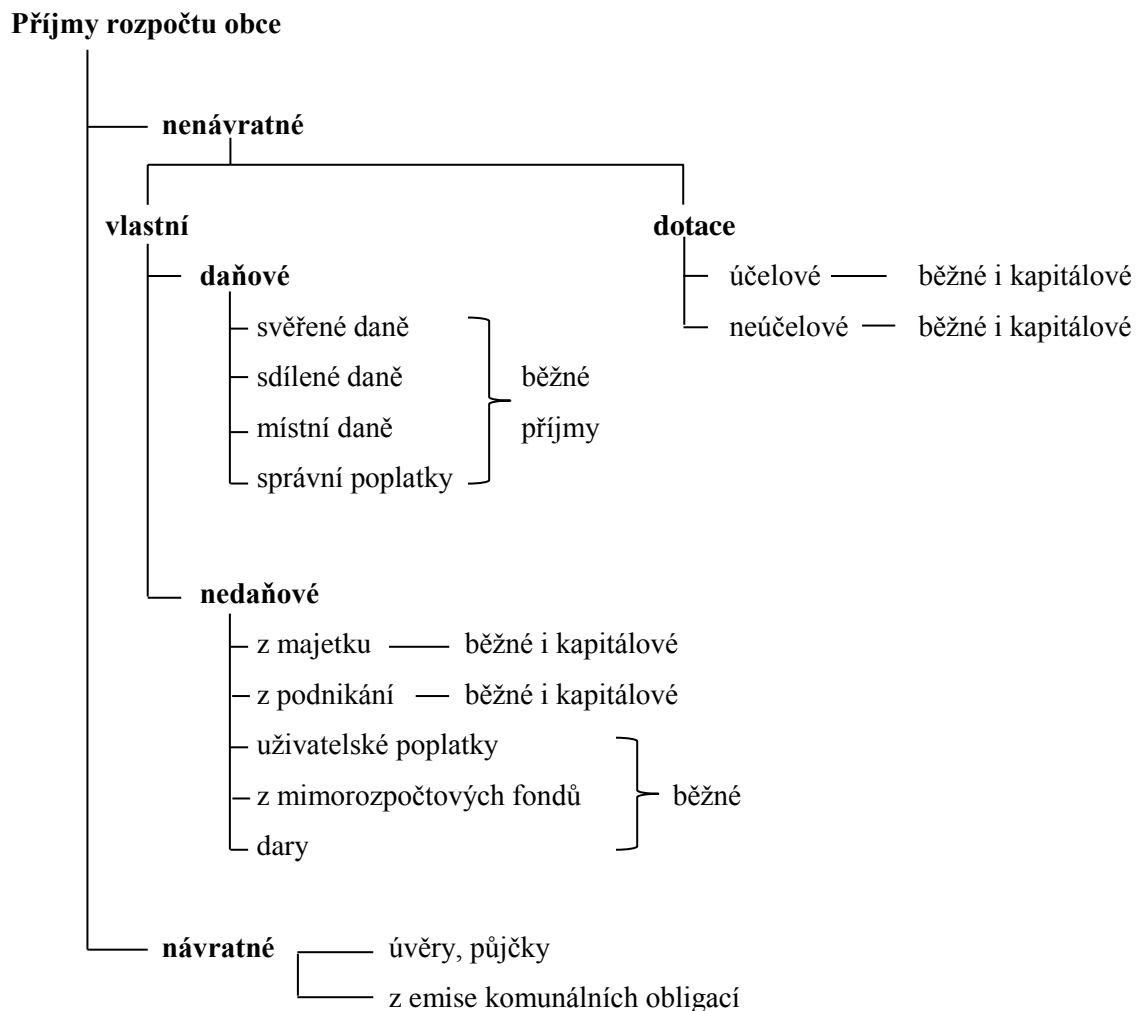 Příjmy rozpočtu obce
nenávratné
vlastní dotace
daňové účelové běžné i kapitálové
svěřené daně neúčelové běžné i kapitálové
sdílené daně běžné
místní daně příjmy
správní poplatky
nedaňové
z majetku běžné i kapitálové
z podnikání běžné i kapitálové
uživatelské poplatky
z mimorozpočtových fondů běžné
dary
návratné úvěry, půjčky
z emise komunálních obligací